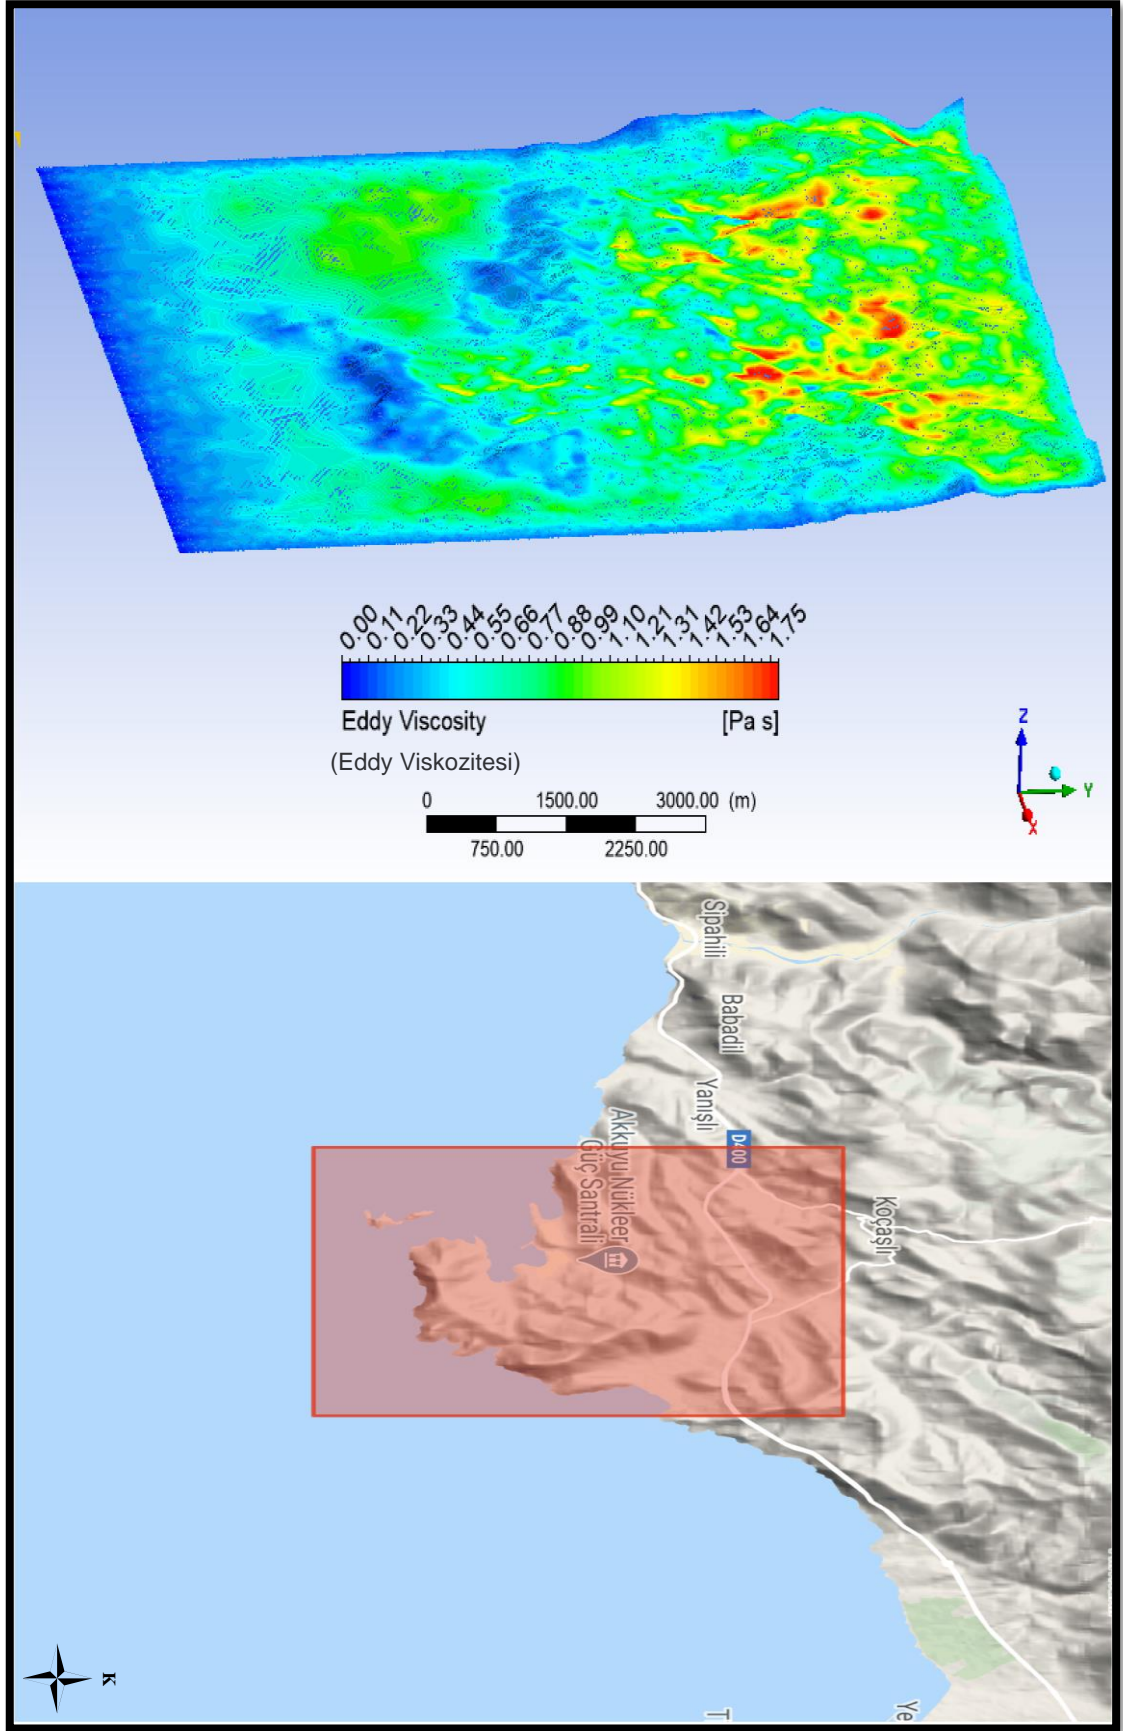 0.00
0.11
0.22
0.33
0.44
0.55
0.66
0.77
0.88
0.99
1.10
1.21
1.31
1.42
1.53
1.64
1.75
Eddy Viscosity [Pa s]
(Eddy Viskozitesi)
0 1500.00 3000.00 (m)
750.00 2250.00
Z
Y
X
Sipahili
Babadil
Yanışlı
D400
Akkuyu Nükleer
Güç Santrali
Koçaşlı
K
Ye
T